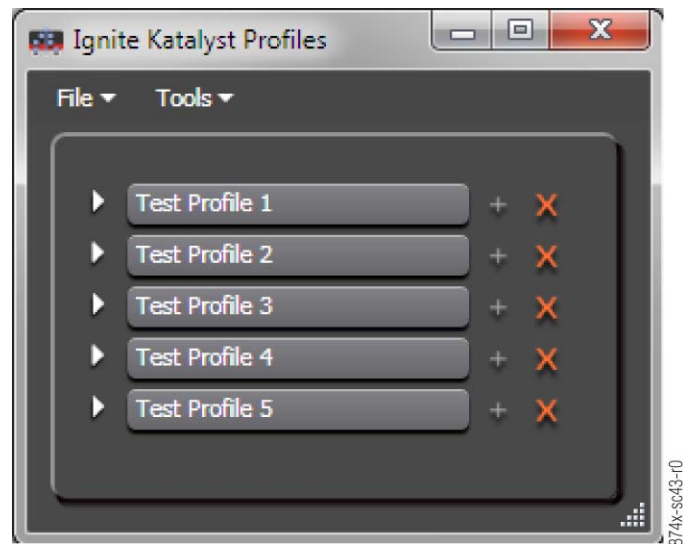 Ignite Katalyst Profiles
File Tools
Test Profile 1
Test Profile 2
Test Profile 3
Test Profile 4
Test Profile 5
874x-sc43-r0